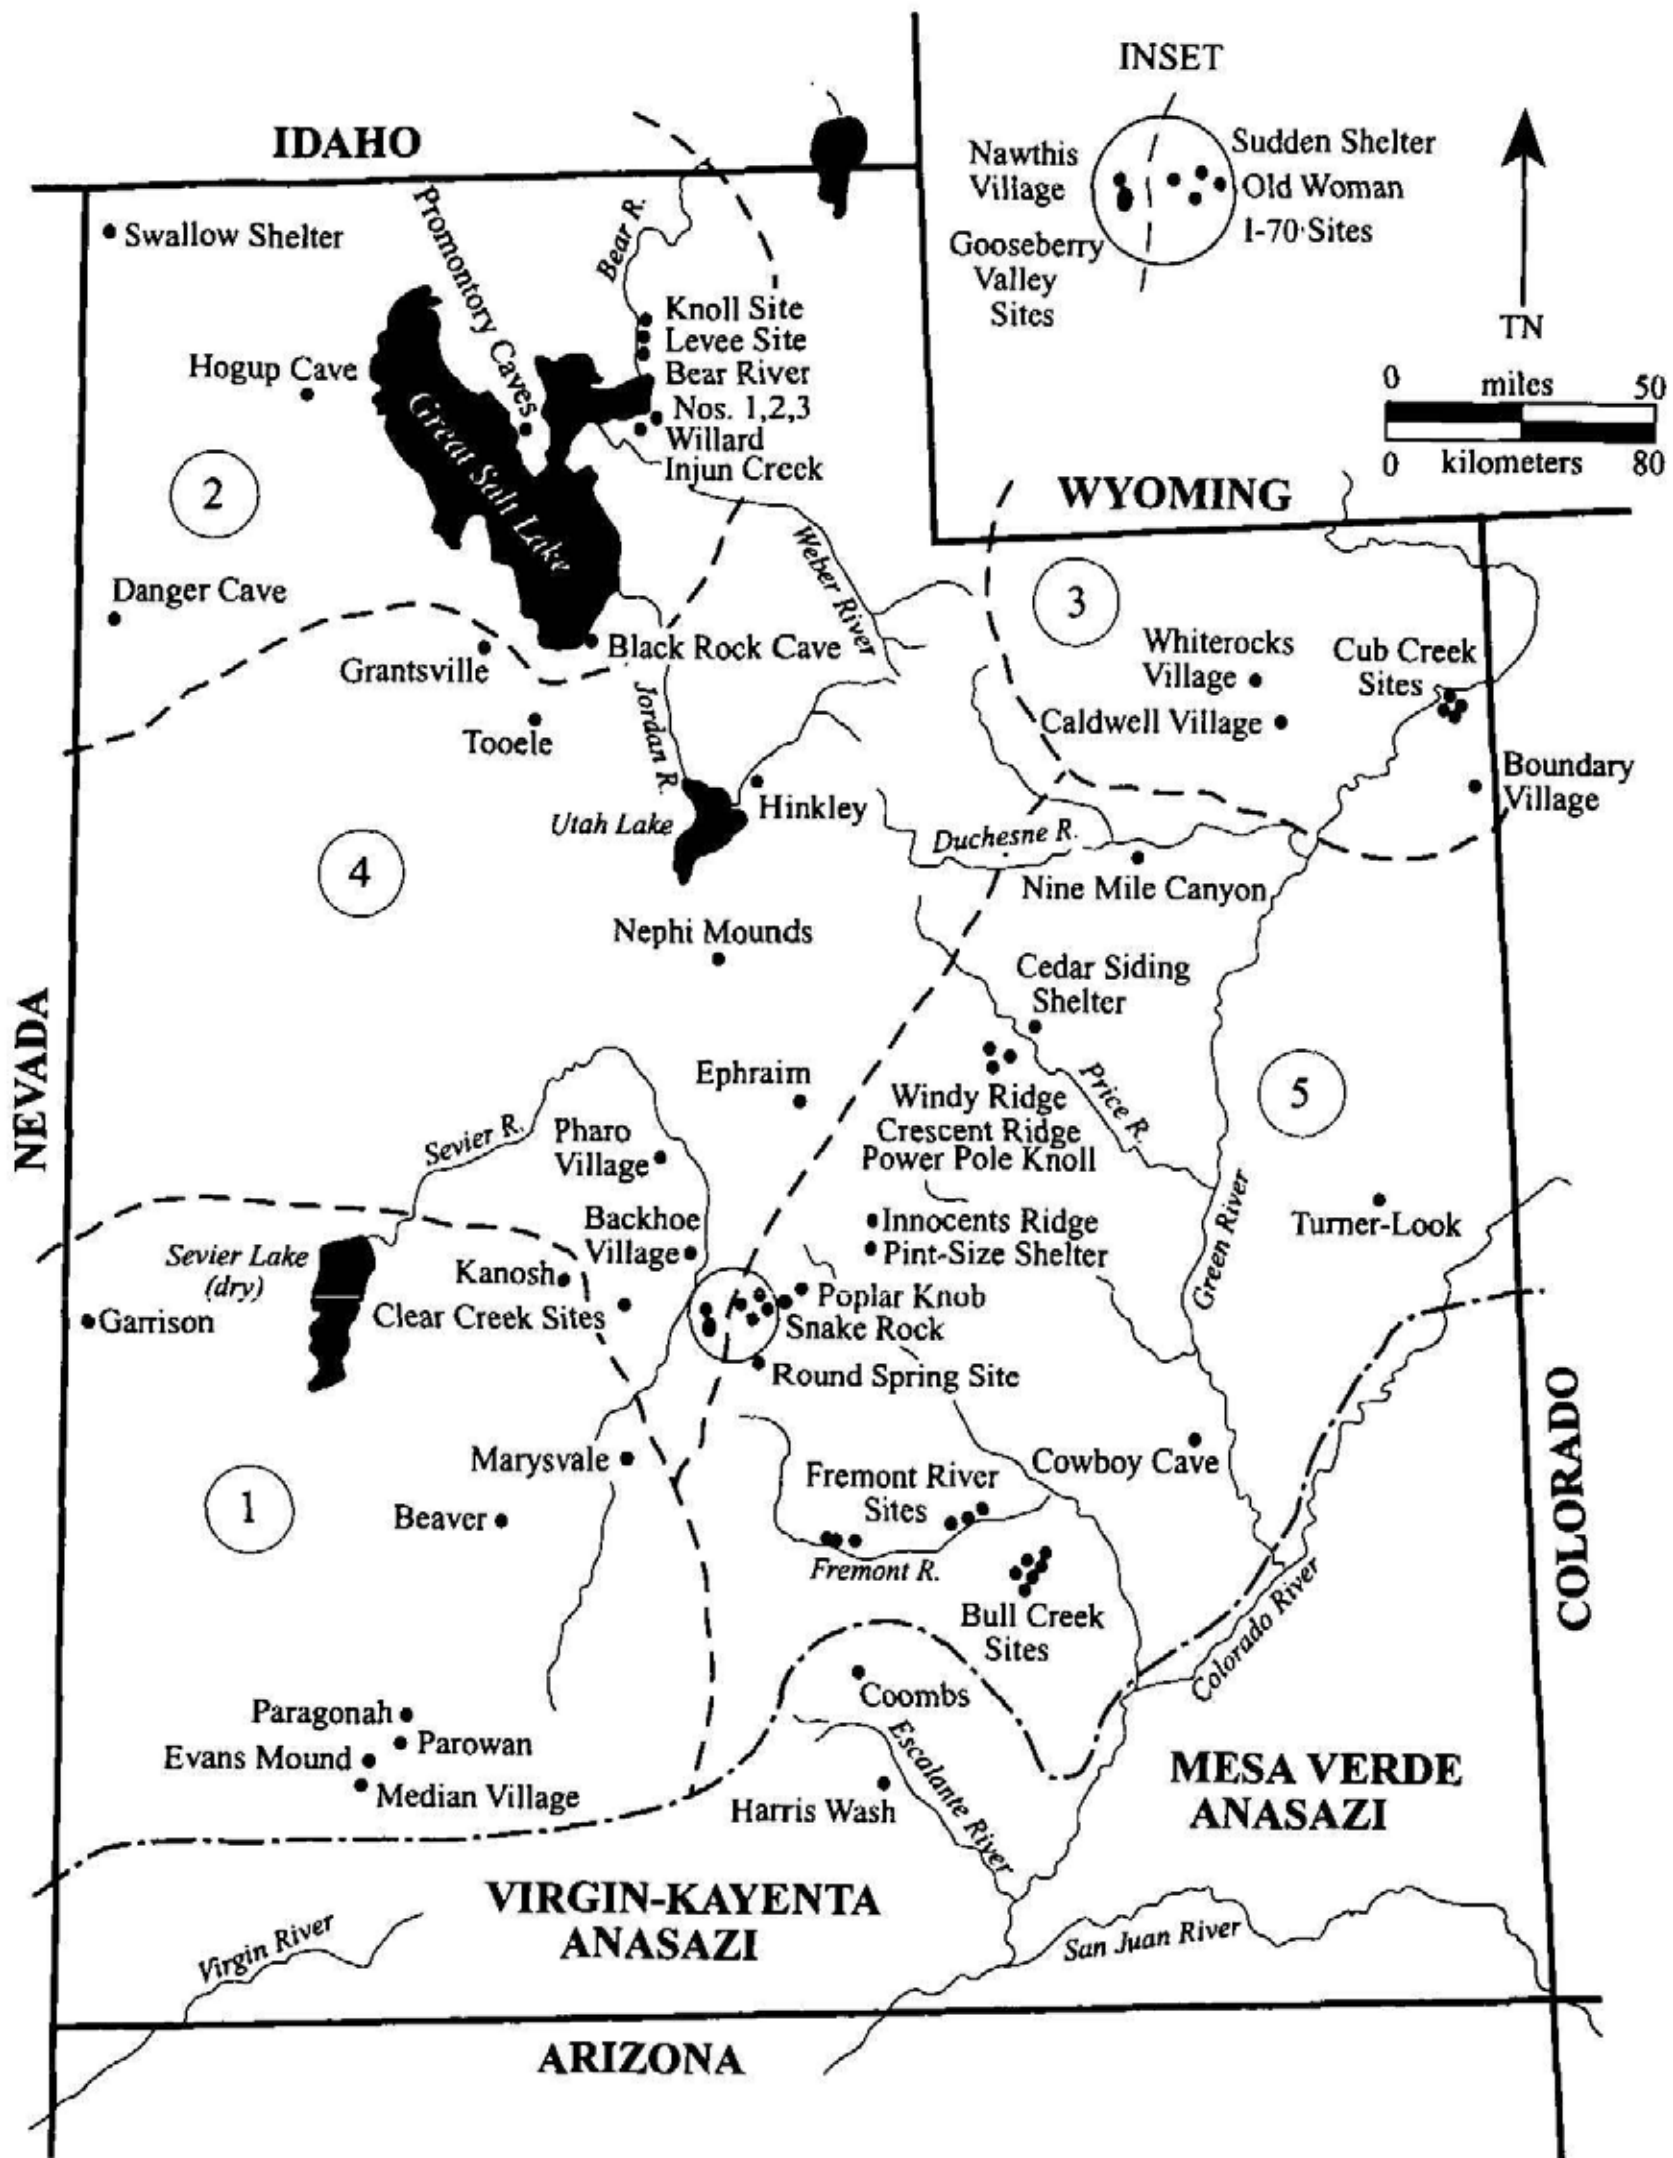 INSET
IDAHO
Nawthis
Village
Sudden Shelter
Old Woman
I-70 Sites
Gooseberry
Valley
Sites
TN
0 miles 50
0 kilometers 80
Swallow Shelter
Promontory Caves
Bear R.
Knoll Site
Levee Site
Bear River
Nos. 1,2,3
Willard
Injun Creek
Hogup Cave
Great Salt Lake
2
WYOMING
Weber River
3
Danger Cave
Grantsville
Black Rock Cave
Whiterocks
Village
Cub Creek
Sites
Tooele
Jordan R.
Caldwell Village
Boundary
Village
Utah Lake
Hinkley
Duchesne R.
4
Nine Mile Canyon
Nephi Mounds
Cedar Siding
Shelter
NEVADA
Ephraim
Windy Ridge
Crescent Ridge
Power Pole Knoll
Price R.
5
Sevier R.
Pharo
Village
Green River
Turner-Look
Backhoe
Village
Innocents Ridge
Pint-Size Shelter
Sevier Lake
(dry)
Kanosh
Garrison
Clear Creek Sites
Poplar Knob
Snake Rock
Round Spring Site
Marysvale
Fremont River
Sites
Cowboy Cave
COLORADO
1
Beaver
Fremont R.
Bull Creek
Sites
Colorado River
Coombs
Paragonah
Parowan
Evans Mound
Median Village
Escalante River
Harris Wash
MESA VERDE
ANASAZI
VIRGIN-KAYENTA
ANASAZI
Virgin River
San Juan River
ARIZONA